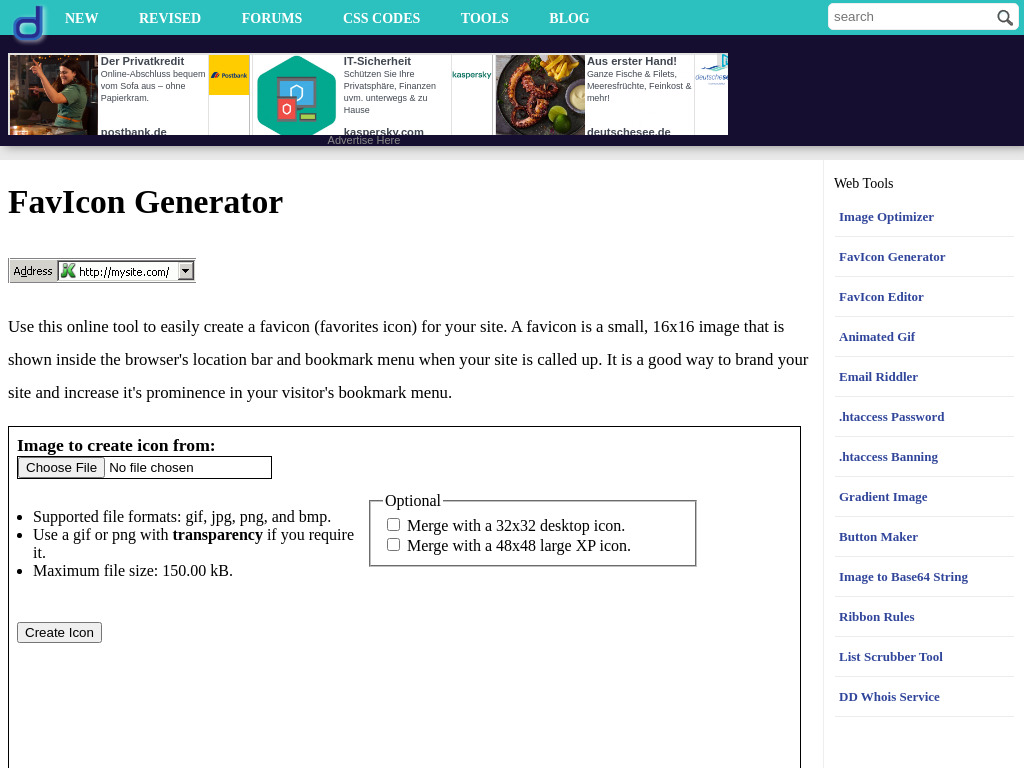 NEW REVISED FORUMS CSS CODES TOOLS BLOG search
Der Privatkredit
Online-Abschluss bequem
vom Sofa aus – ohne
Papierkram.
postbank.de
Postbank
IT-Sicherheit
Schützen Sie Ihre
Privatsphäre, Finanzen
uvm. unterwegs & zu
Hause
kaspersky.com
kaspersky
Aus erster Hand!
Ganze Fische & Filets,
Meeresfrüchte, Feinkost &
mehr!
deutschesee.de
Advertise Here
FavIcon Generator
Address http://mysite.com/
Use this online tool to easily create a favicon (favorites icon) for your site. A favicon is a small, 16x16 image that is
shown inside the browser's location bar and bookmark menu when your site is called up. It is a good way to brand your
site and increase it's prominence in your visitor's bookmark menu.
Image to create icon from:
Choose File No file chosen
Supported file formats: gif, jpg, png, and bmp.
Use a gif or png with transparency if you require
it.
Maximum file size: 150.00 kB.
Optional
Merge with a 32x32 desktop icon.
Merge with a 48x48 large XP icon.
Create Icon
Web Tools
Image Optimizer
FavIcon Generator
FavIcon Editor
Animated Gif
Email Riddler
.htaccess Password
.htaccess Banning
Gradient Image
Button Maker
Image to Base64 String
Ribbon Rules
List Scrubber Tool
DD Whois Service